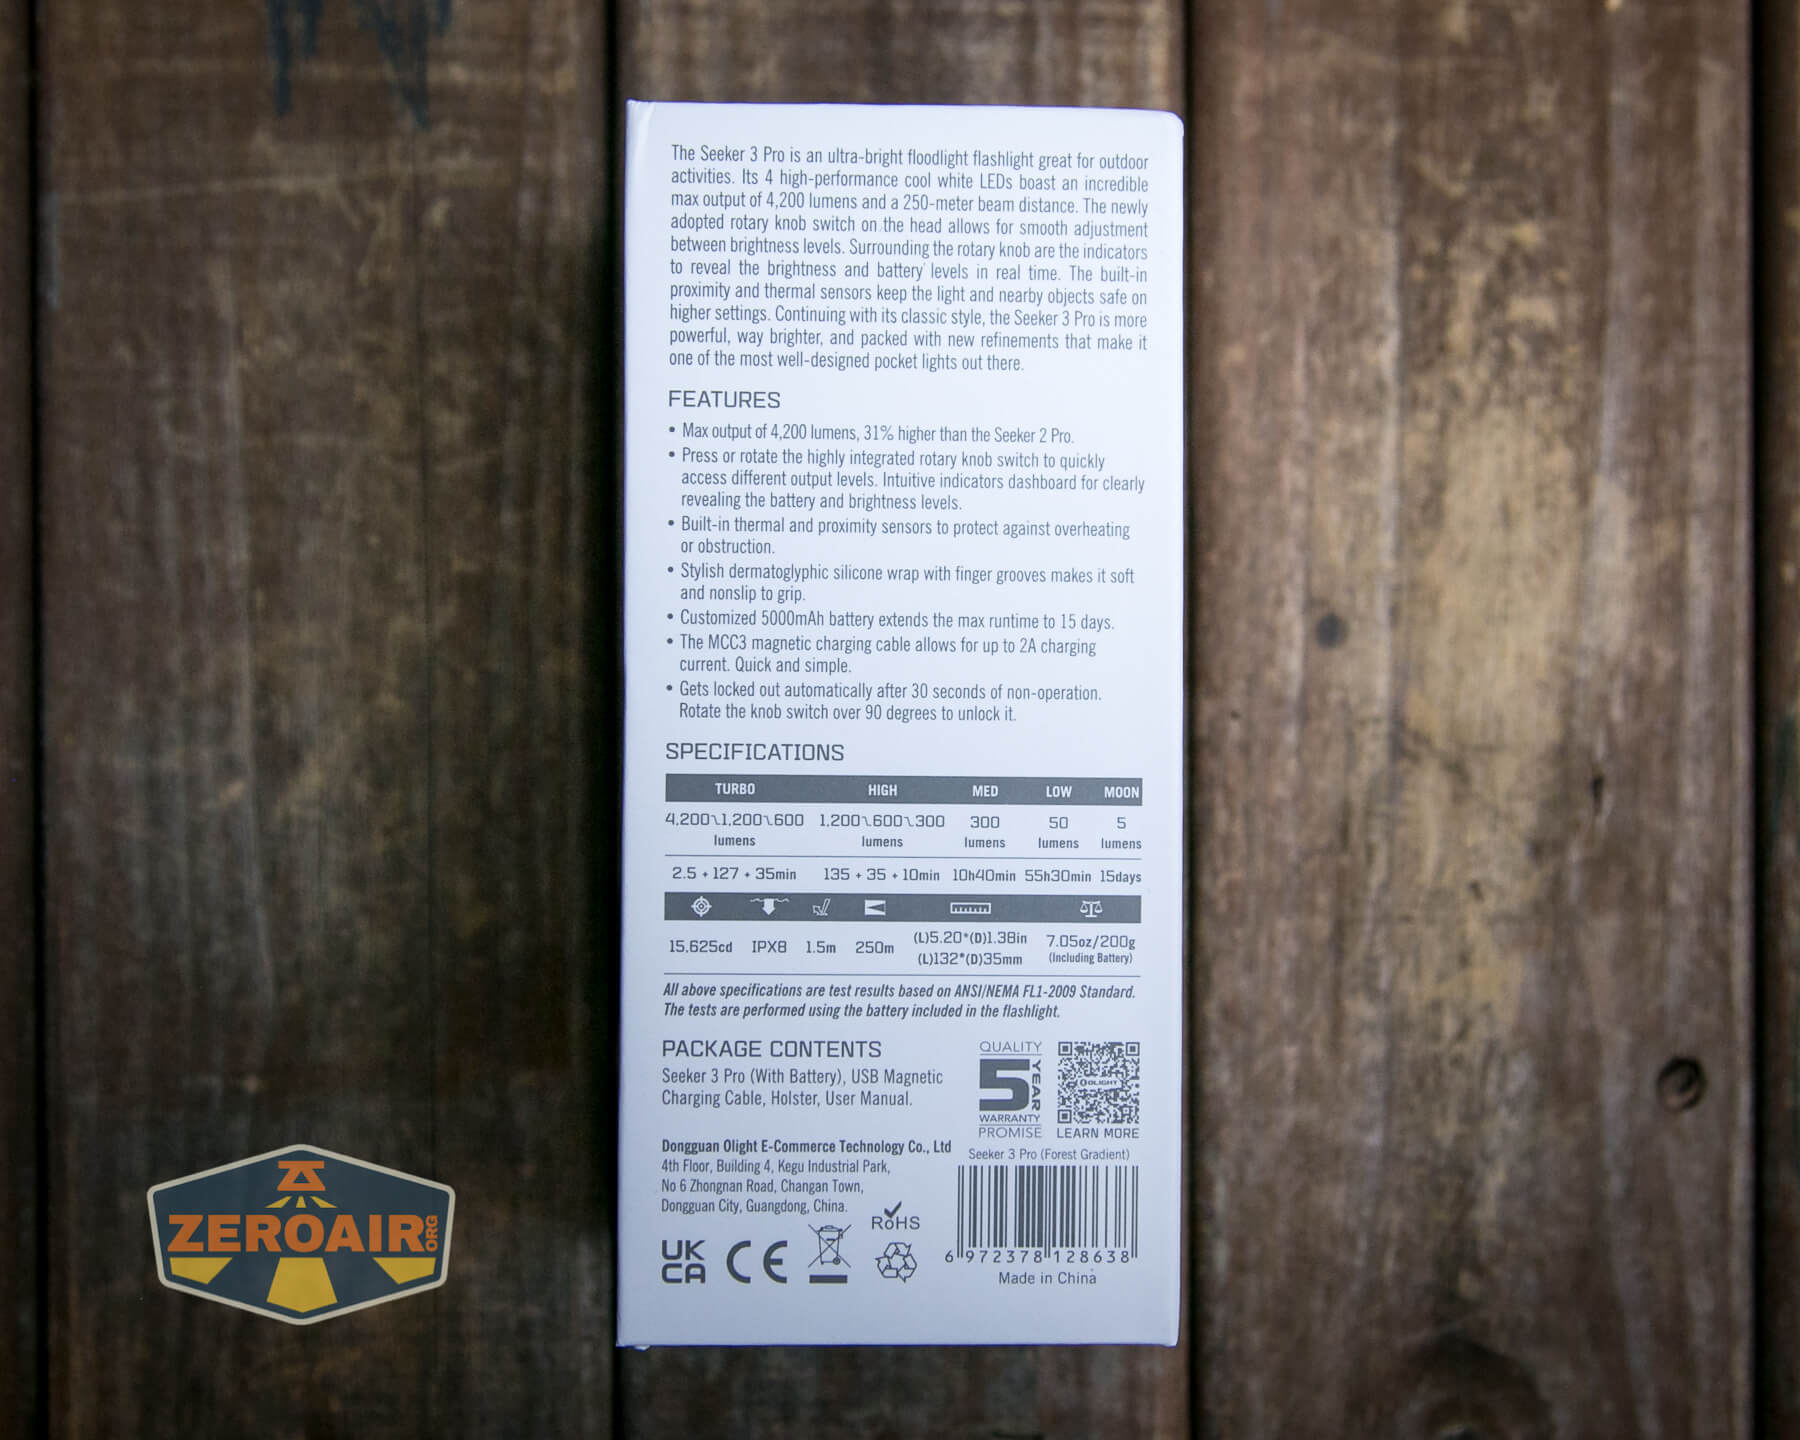 The Seeker 3 Pro is an ultra-bright floodlight flashlight great for outdoor
activities. Its 4 high-performance cool white LEDs boast an incredible
max output of 4,200 lumens and a 250-meter beam distance. The newly
adopted rotary knob switch on the head allows for smooth adjustment
between brightness levels. Surrounding the rotary knob are the indicators
to reveal the brightness and battery levels in real time. The built-in
proximity and thermal sensors keep the light and nearby objects safe on
higher settings. Continuing with its classic style, the Seeker 3 Pro is more
powerful, way brighter, and packed with new refinements that make it
one of the most well-designed pocket lights out there.
FEATURES
• Max output of 4,200 lumens, 31% higher than the Seeker 2 Pro.
• Press or rotate the highly integrated rotary knob switch to quickly
access different output levels. Intuitive indicators dashboard for clearly
revealing the battery and brightness levels.
• Built-in thermal and proximity sensors to protect against overheating
or obstruction.
• Stylish dermatoglyphic silicone wrap with finger grooves makes it soft
and nonslip to grip.
• Customized 5000mAh battery extends the max runtime to 15 days.
• The MCC3 magnetic charging cable allows for up to 2A charging
current. Quick and simple.
• Gets locked out automatically after 30 seconds of non-operation.
Rotate the knob switch over 90 degrees to unlock it.
SPECIFICATIONS
TURBO HIGH MED LOW MOON
4,200~1,200~600 1,200~600~300 300 50 5
lumens lumens lumens lumens lumens
2.5 + 127 + 35min 135 + 35 + 10min 10h40min 55h30min 15days
15,625cd IPX8 1.5m 250m (L)5.20*(D)1.38in 7.05oz/200g
(L)132*(D)35mm (Including Battery)
All above specifications are test results based on ANSI/NEMA FL1-2009 Standard.
The tests are performed using the battery included in the flashlight.
PACKAGE CONTENTS
Seeker 3 Pro (With Battery), USB Magnetic
Charging Cable, Holster, User Manual.
QUALITY
5 YEAR
WARRANTY
PROMISE
OLIGHT
LEARN MORE
Dongguan Olight E-Commerce Technology Co., Ltd
4th Floor, Building 4, Kegu Industrial Park,
No 6 Zhongnan Road, Changan Town,
Dongguan City, Guangdong, China.
Seeker 3 Pro (Forest Gradient)
6 972378 128638
Made in China
UK
CA
CE
RoHS
ZEROAIR.ORG